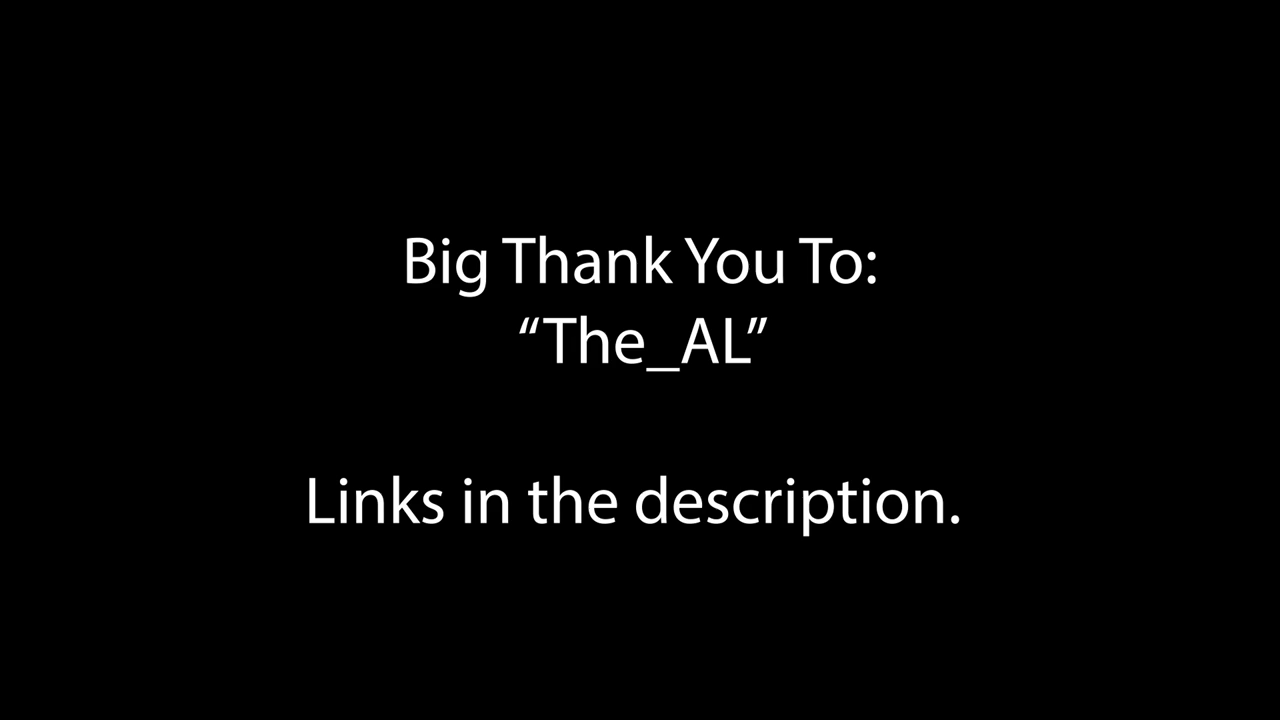 Big Thank You To:
“The_AL”
Links in the description.